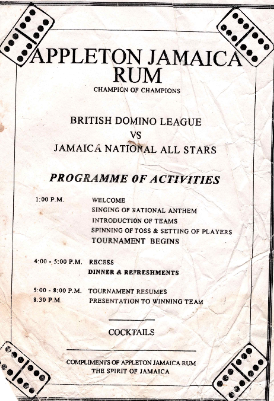 APPLETON JAMAICA
RUM
CHAMPION OF CHAMPIONS
BRITISH DOMINO LEAGUE
VS
JAMAICA NATIONAL ALL STARS
PROGRAMME OF ACTIVITIES
1:00 P.M. WELCOME
SINGING OF NATIONAL ANTHEM
INTRODUCTION OF TEAMS
SPINNING OF TOSS & SETTING OF PLAYERS
TOURNAMENT BEGINS
4:00 - 5:00 P.M. RECESS
DINNER & REFRESHMENTS
5:00 - 8:00 P.M. TOURNAMENT RESUMES
8:30 P.M PRESENTATION TO WINNING TEAM
COCKTAILS
COMPLIMENTS OF APPLETON JAMAICA RUM
THE SPIRIT OF JAMAICA